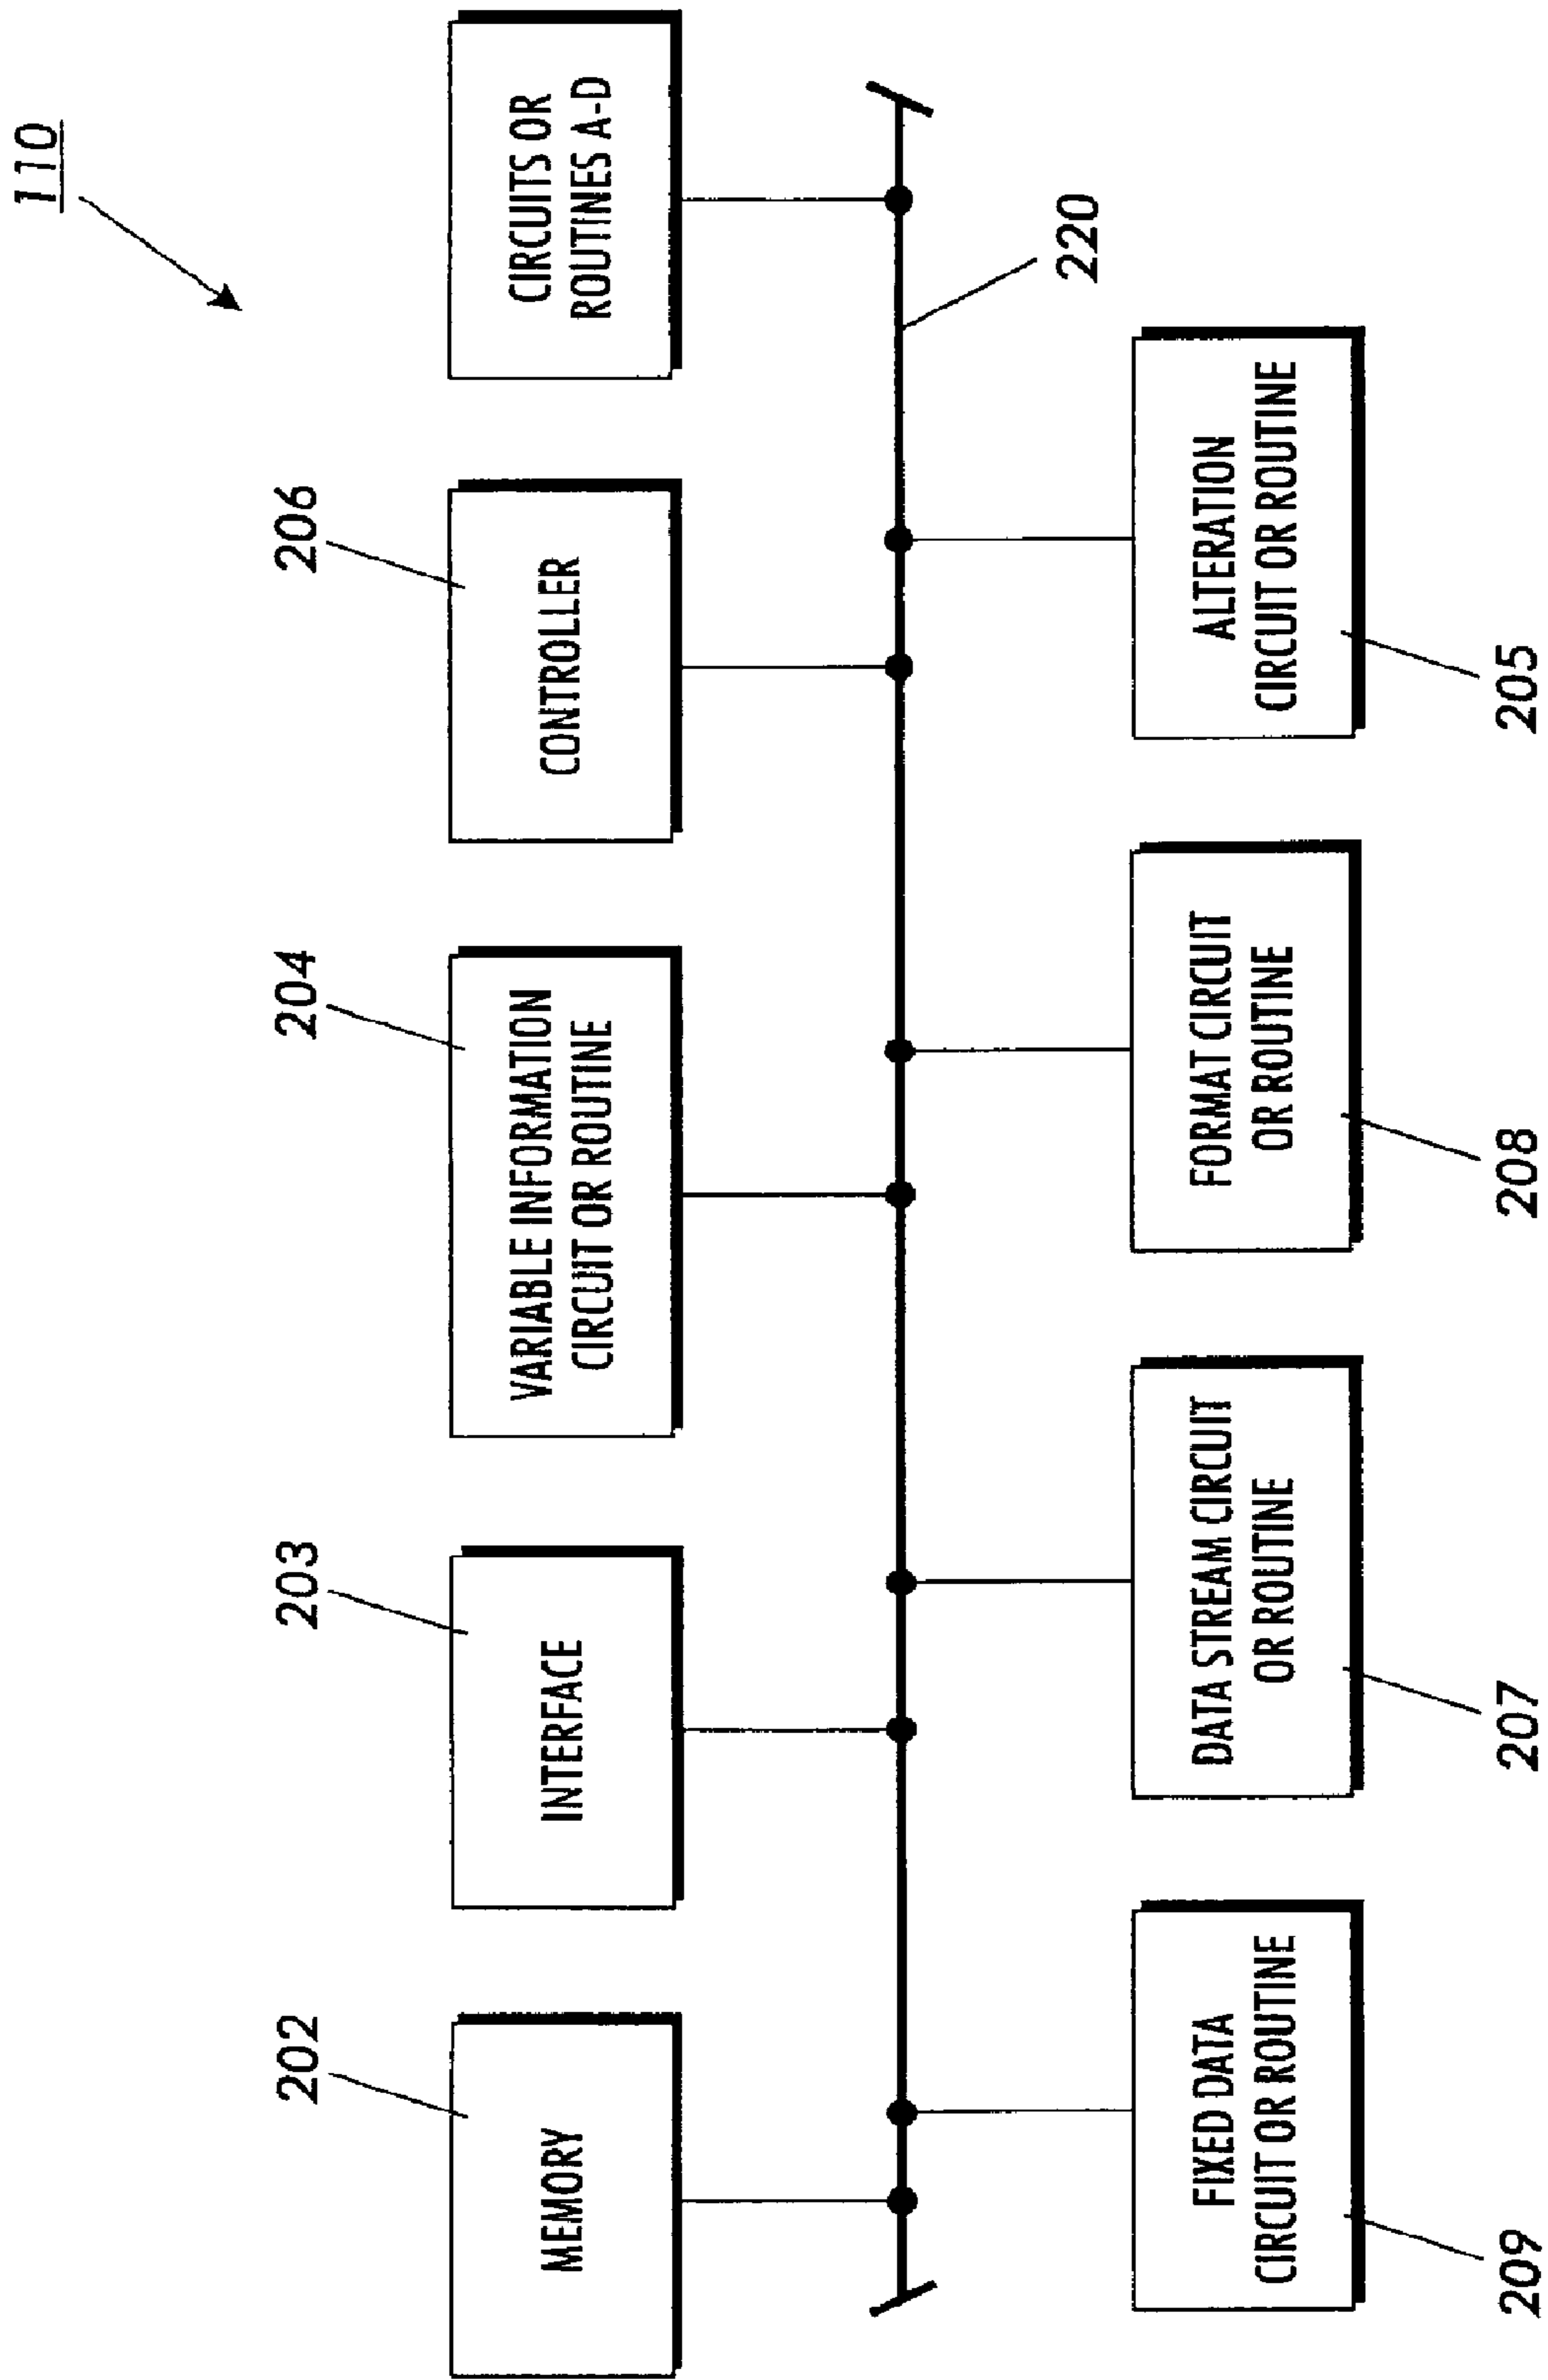 110
202
203
204
206
MEMORY
INTERFACE
VARIABLE INFORMATION
CIRCUIT OR ROUTINE
CONTROLLER
CIRCUITS OR
ROUTINES A-D
220
FIXED DATA
CIRCUIT OR ROUTINE
DATA STREAM CIRCUIT
OR ROUTINE
FORMAT CIRCUIT
OR ROUTINE
ALTERATION
CIRCUIT OR ROUTINE
209
207
208
205